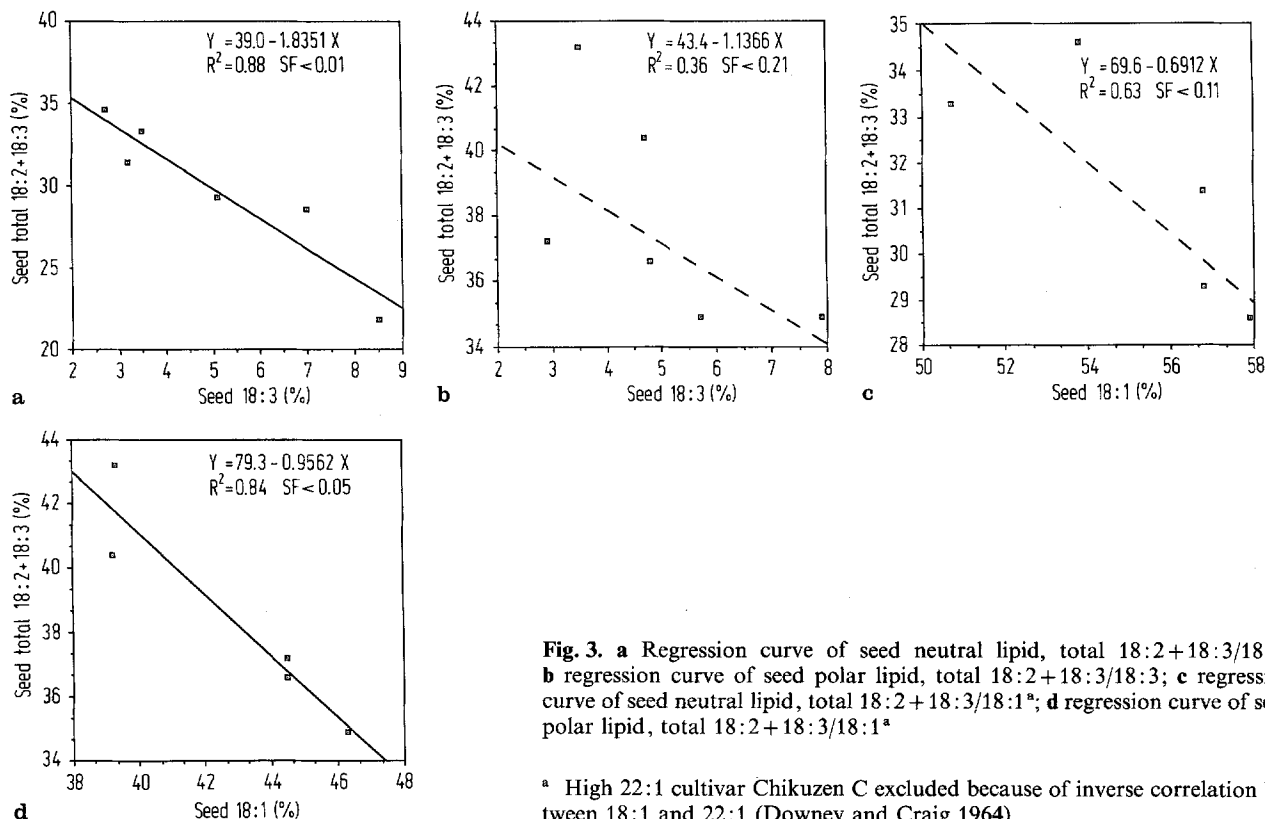 40
35
30
25
20
Seed total 18:2+18:3 (%)
Y =39.0-1.8351 X
R²=0.88 SF<0.01
2 3 4 5 6 7 8 9
a Seed 18:3 (%)
44
42
40
38
36
34
Seed total 18:2+18:3 (%)
Y =43.4-1.1366 X
R²=0.36 SF<0.21
2 3 4 5 6 7 8
b Seed 18:3 (%)
35
34
33
32
31
30
29
28
Seed total 18:2+18:3 (%)
Y =69.6-0.6912 X
R²=0.63 SF<0.11
50 52 54 56 58
c Seed 18:1 (%)
44
42
40
38
36
34
Seed total 18:2+18:3 (%)
Y =79.3-0.9562 X
R²=0.84 SF<0.05
38 40 42 44 46 48
d Seed 18:1 (%)
Fig. 3. a Regression curve of seed neutral lipid, total 18:2+18:3/18
b regression curve of seed polar lipid, total 18:2+18:3/18:3; c regressi
curve of seed neutral lipid, total 18:2+18:3/18:1ᵃ; d regression curve of se
polar lipid, total 18:2+18:3/18:1ᵃ
ᵃ High 22:1 cultivar Chikuzen C excluded because of inverse correlation
tween 18:1 and 22:1 (Downey and Craig 1964)